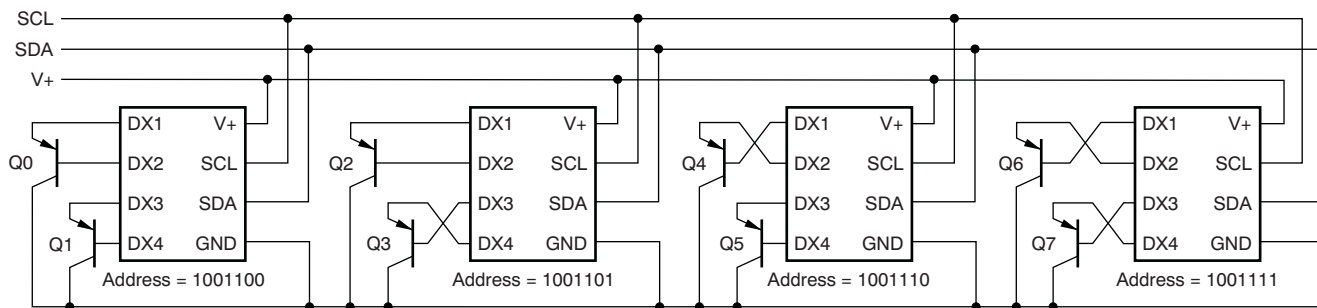 SCL
SDA
V+
DX1 V+
DX2 SCL
DX3 SDA
DX4 GND
Q0
Q1
Address = 1001100
DX1 V+
DX2 SCL
DX3 SDA
DX4 GND
Q2
Q3
Address = 1001101
DX1 V+
DX2 SCL
DX3 SDA
DX4 GND
Q4
Q5
Address = 1001110
DX1 V+
DX2 SCL
DX3 SDA
DX4 GND
Q6
Q7
Address = 1001111